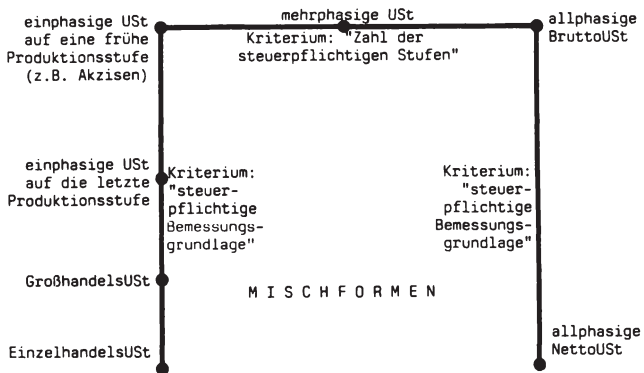 einphasige USt
auf eine frühe
Produktionsstufe
(z.B. Akzisen)
mehrphasige USt
Kriterium: "Zahl der
steuerpflichtigen Stufen"
allphasige
BruttoUSt
einphasige USt
auf die letzte
Produktionsstufe
Kriterium:
"steuer-
pflichtige
Bemessungs-
grundlage"
Kriterium:
"steuer-
pflichtige
Bemessungs-
grundlage"
GroßhandelsUSt
MISCHFORMEN
EinzelhandelsUSt
allphasige
NettoUSt